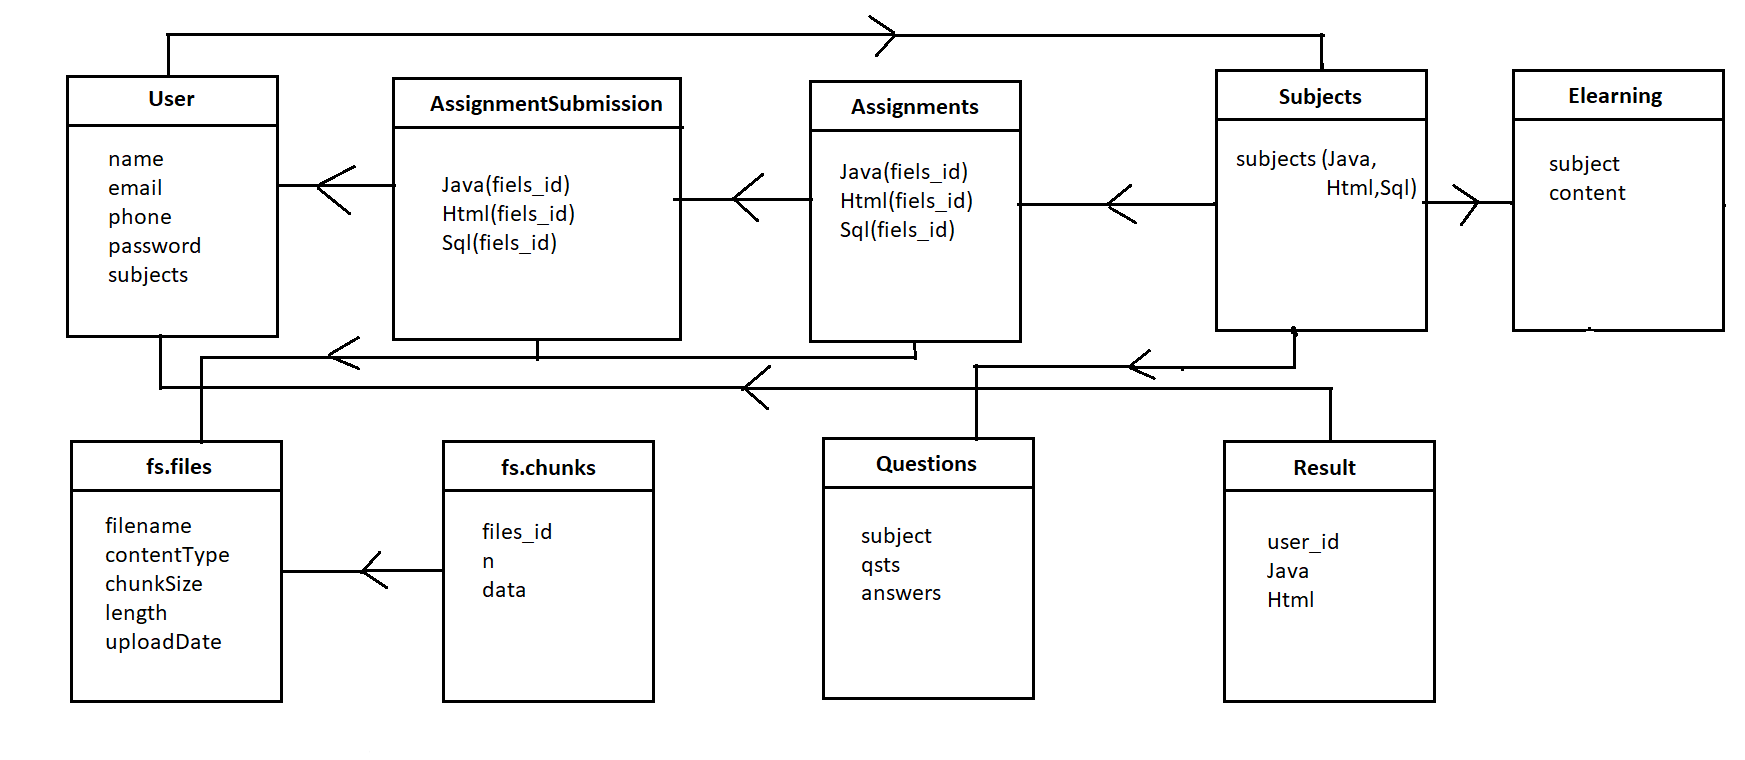 User
name
email
phone
password
subjects
AssignmentSubmission
Java(fiels_id)
Html(fiels_id)
Sql(fiels_id)
Assignments
Java(fiels_id)
Html(fiels_id)
Sql(fiels_id)
Subjects
subjects (Java,
Html,Sql)
Elearning
subject
content
fs.files
filename
contentType
chunkSize
length
uploadDate
fs.chunks
files_id
n
data
Questions
subject
qsts
answers
Result
user_id
Java
Html